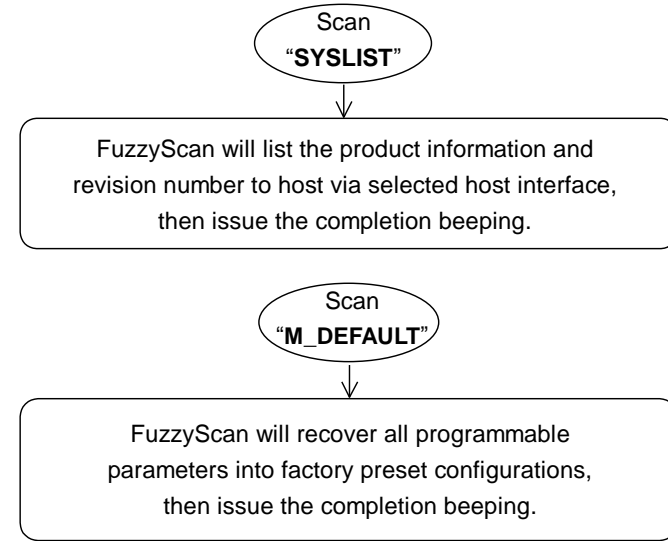 Scan
“SYSLIST”
FuzzyScan will list the product information and
revision number to host via selected host interface,
then issue the completion beeping.
Scan
“M_DEFAULT”
FuzzyScan will recover all programmable
parameters into factory preset configurations,
then issue the completion beeping.